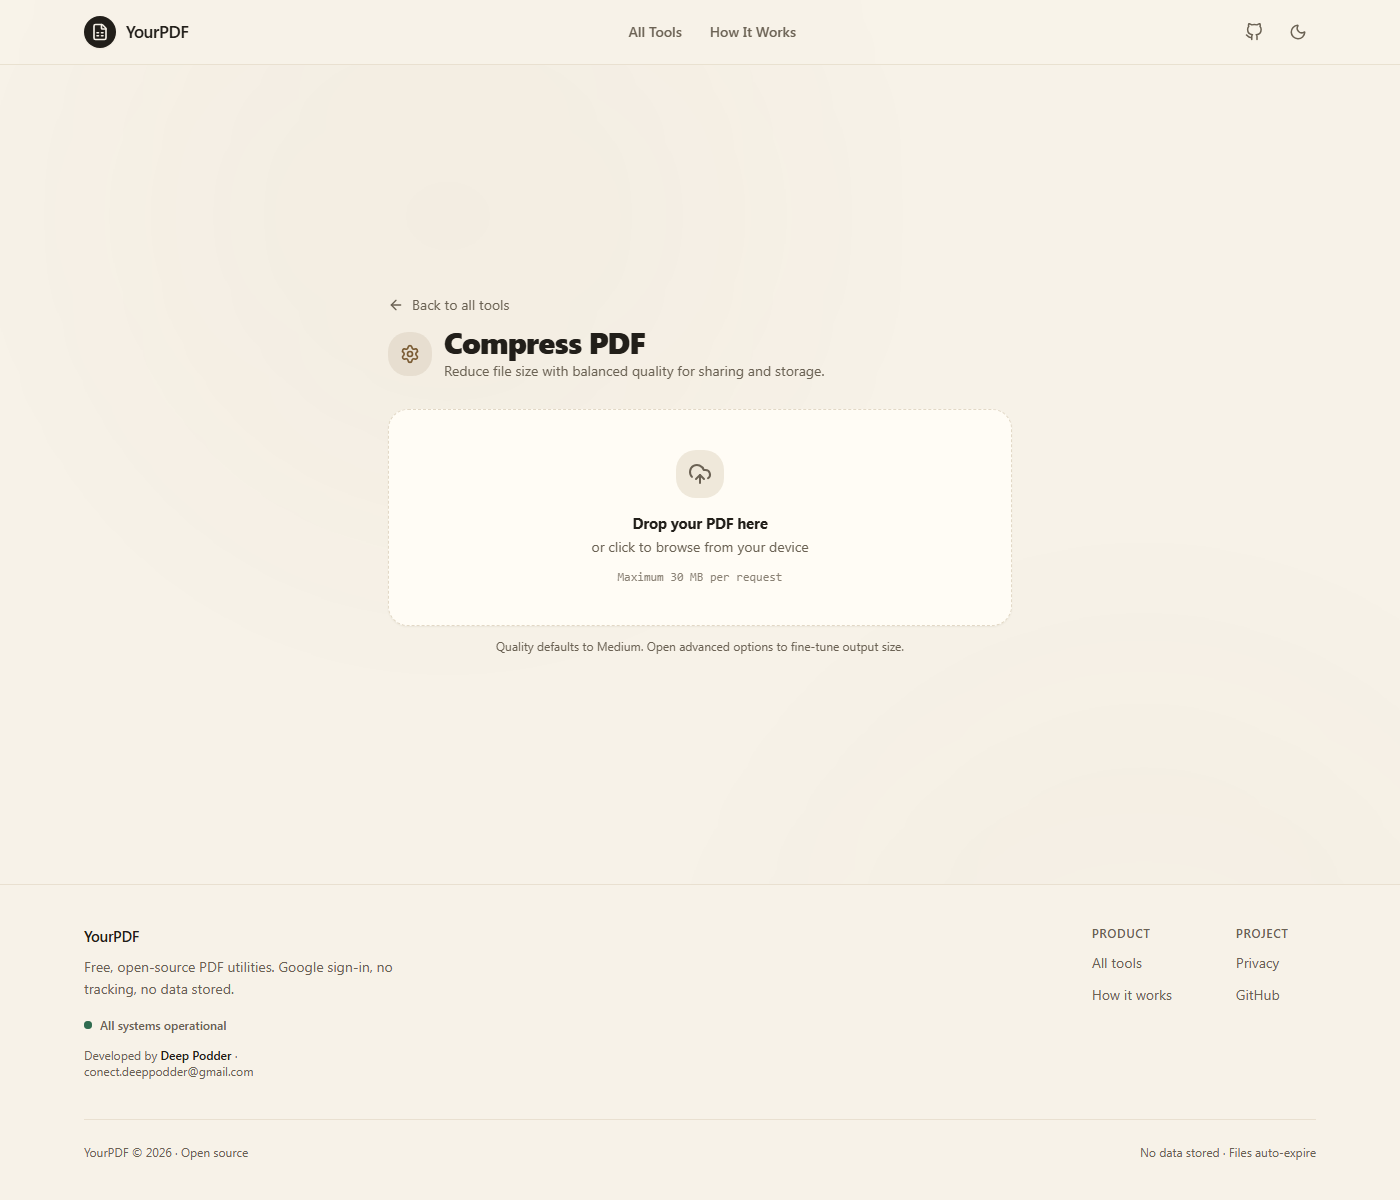 YourPDF
All Tools
How It Works
Back to all tools
Compress PDF
Reduce file size with balanced quality for sharing and storage.
Drop your PDF here
or click to browse from your device
Maximum 30 MB per request
Quality defaults to Medium. Open advanced options to fine-tune output size.
YourPDF
Free, open-source PDF utilities. Google sign-in, no
tracking, no data stored.
All systems operational
Developed by Deep Podder ·
conect.deeppodder@gmail.com
PRODUCT
All tools
How it works
PROJECT
Privacy
GitHub
YourPDF © 2026 · Open source
No data stored · Files auto-expire